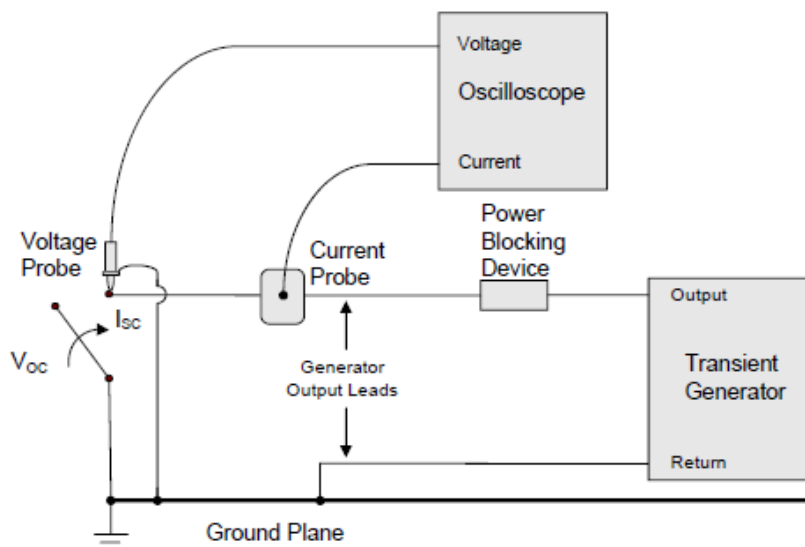 Voltage
Oscilloscope
Current
Voltage
Probe
Current
Probe
Power
Blocking
Device
Output
Transient
Generator
Return
ISC
VOC
Generator
Output Leads
Ground Plane